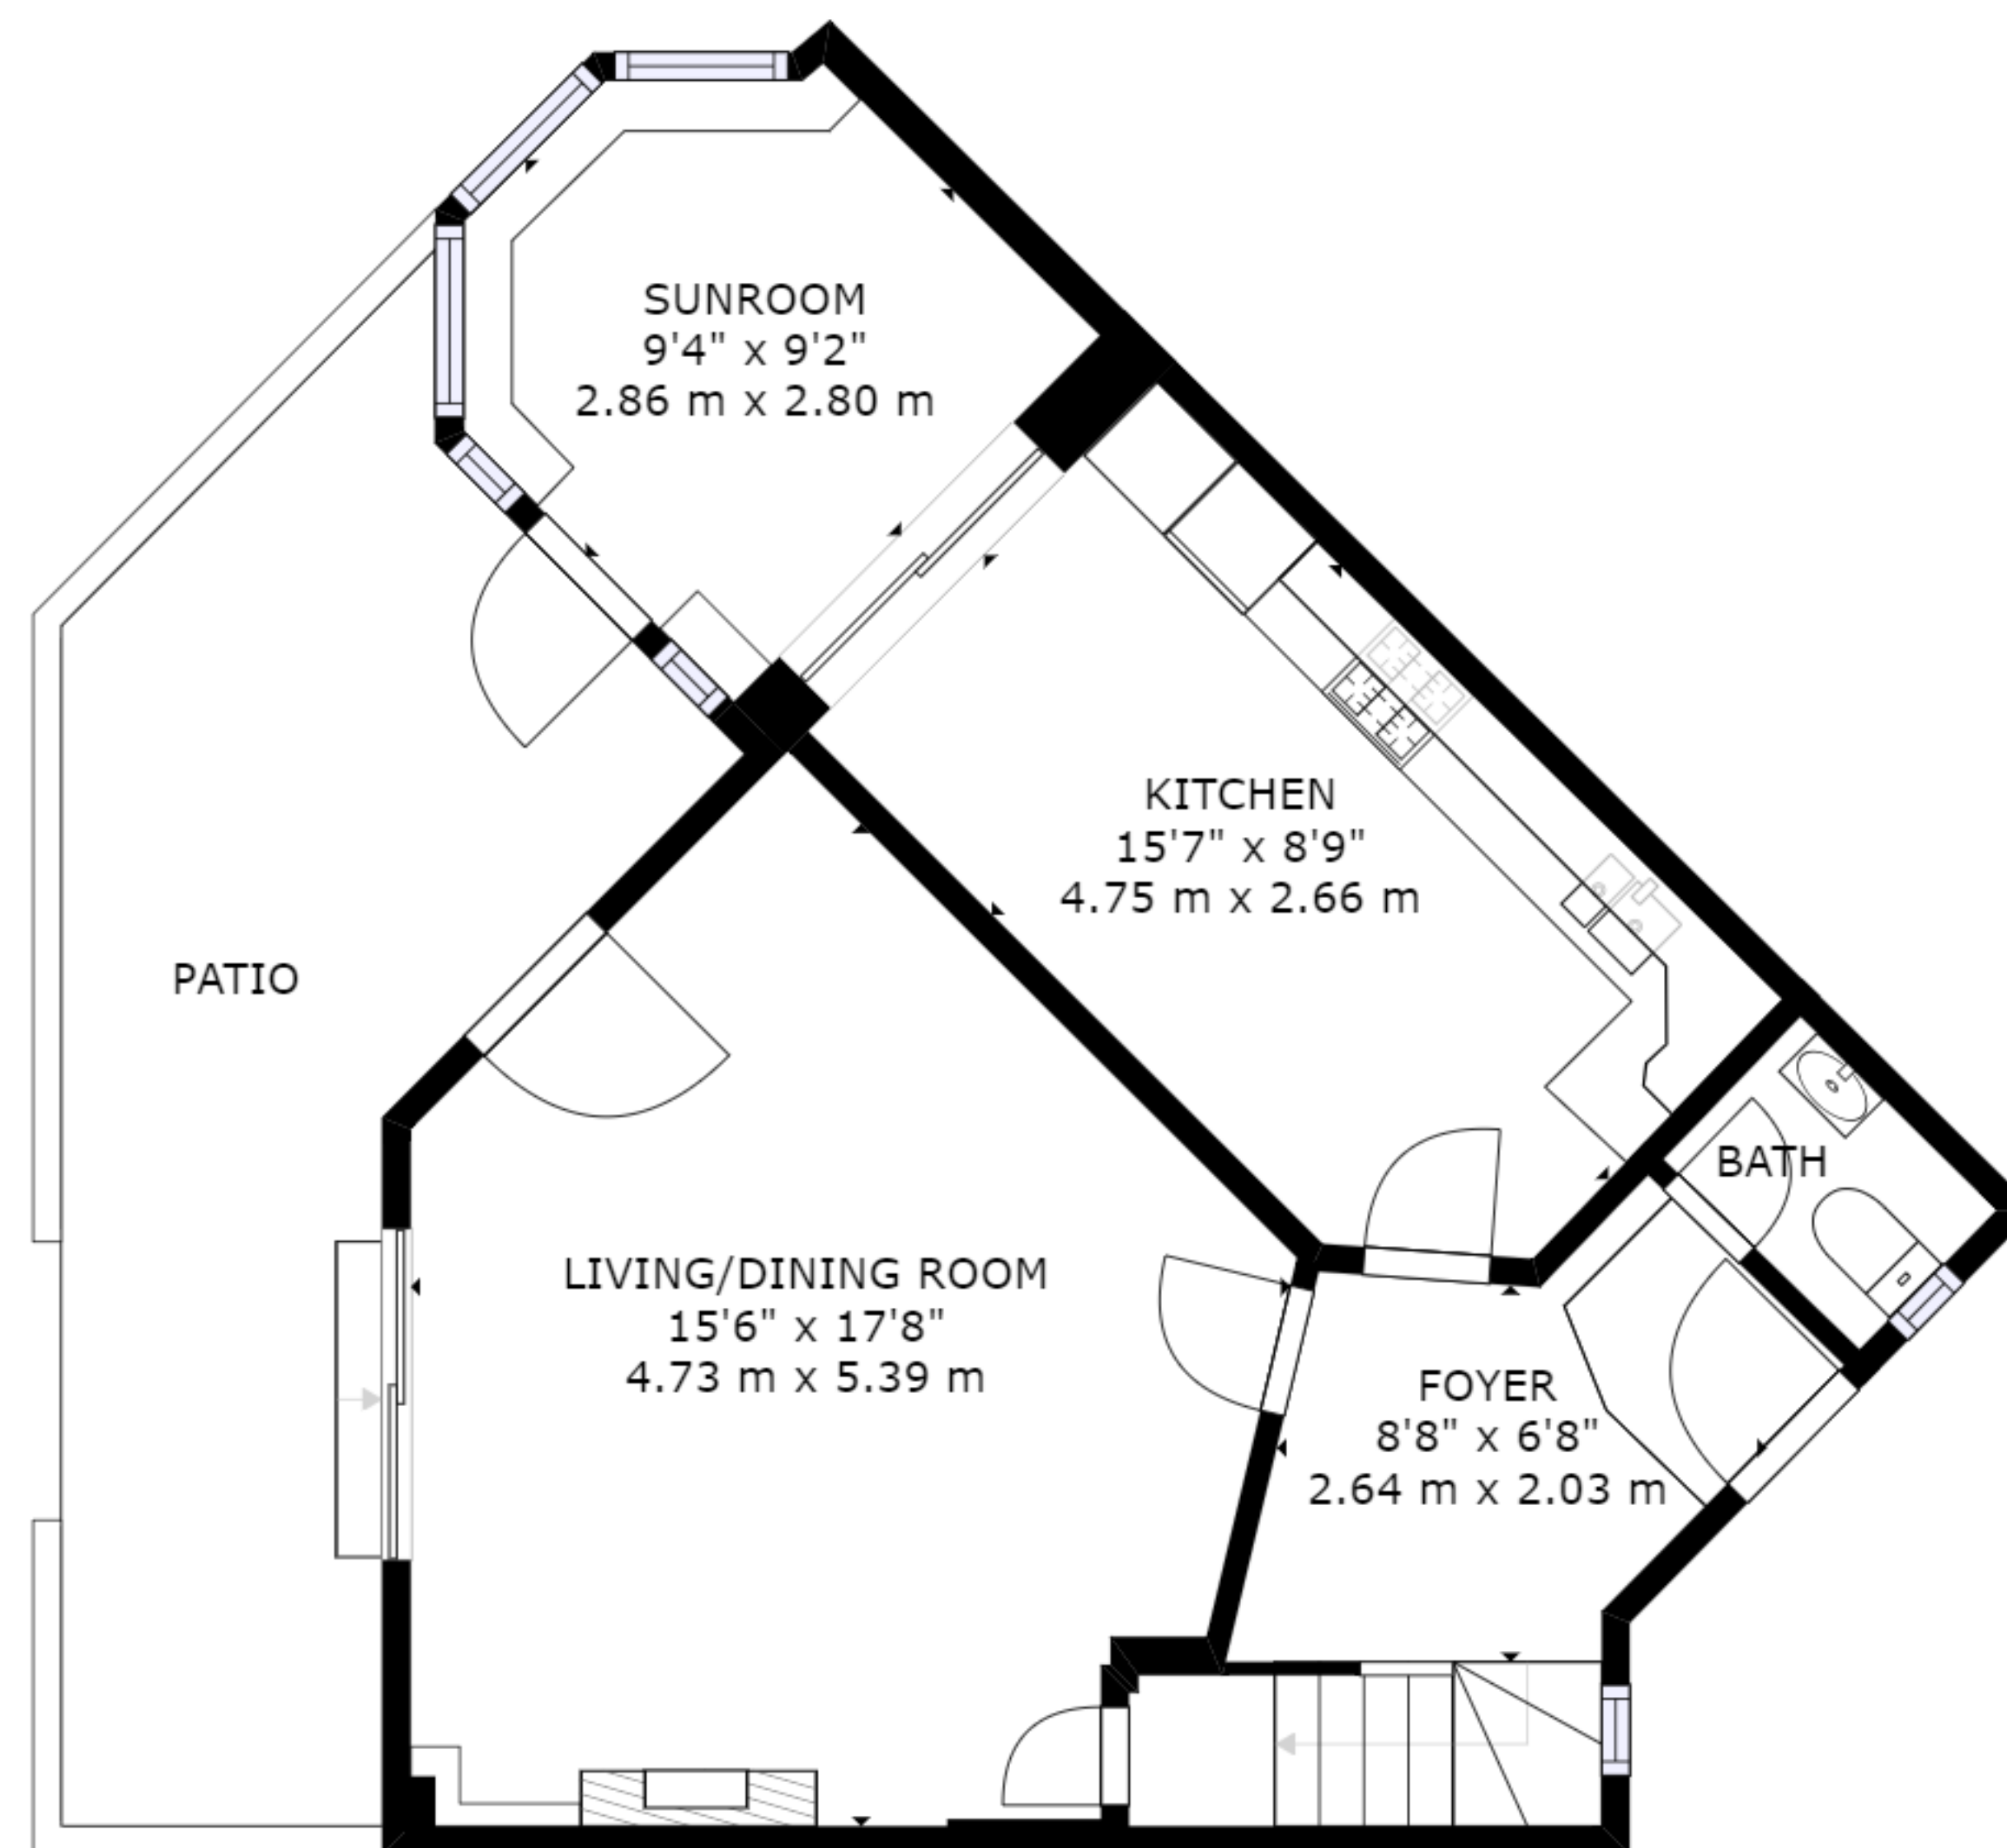 SUNROOM
9'4" x 9'2"
2.86 m x 2.80 m
KITCHEN
15'7" x 8'9"
4.75 m x 2.66 m
PATIO
BATH
LIVING/DINING ROOM
15'6" x 17'8"
4.73 m x 5.39 m
FOYER
8'8" x 6'8"
2.64 m x 2.03 m